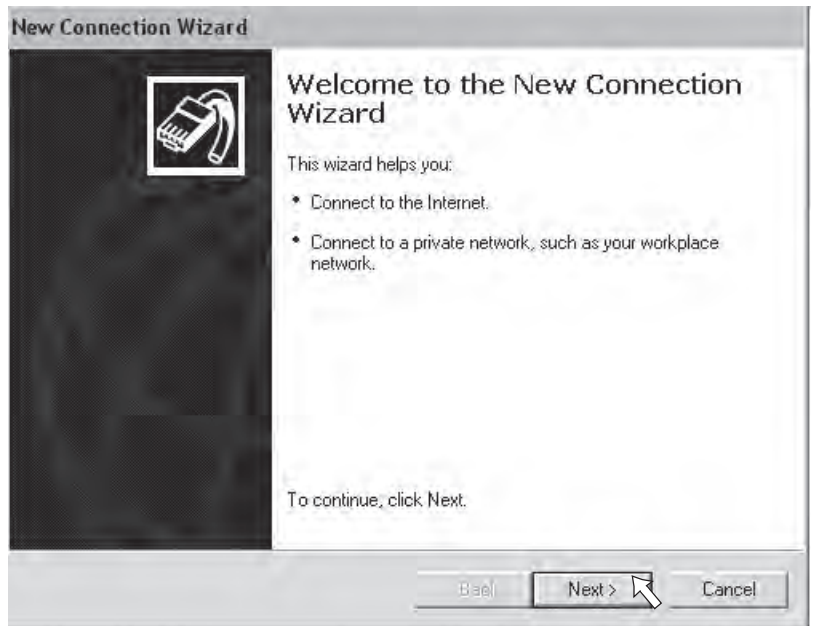 New Connection Wizard
Welcome to the New Connection
Wizard
This wizard helps you:
• Connect to the Internet.
• Connect to a private network, such as your workplace
network.
To continue, click Next.
Back
Next >
Cancel